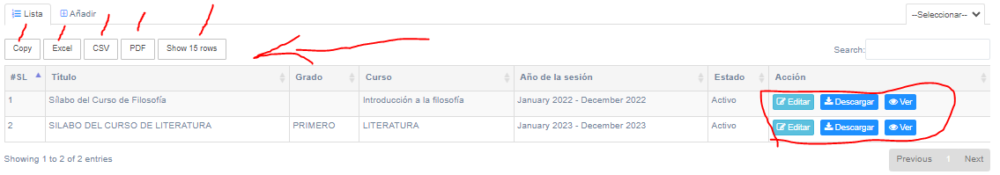 Lista Añadir --Seleccionar--
Copy Excel CSV PDF Show 15 rows Search:
#SL Título Grado Curso Año de la sesión Estado Acción
1 Sílabo del Curso de Filosofía Introducción a la filosofía January 2022 - December 2022 Activo Editar Descargar Ver
2 SILABO DEL CURSO DE LITERATURA PRIMERO LITERATURA January 2023 - December 2023 Activo Editar Descargar Ver
Showing 1 to 2 of 2 entries Previous 1 Next